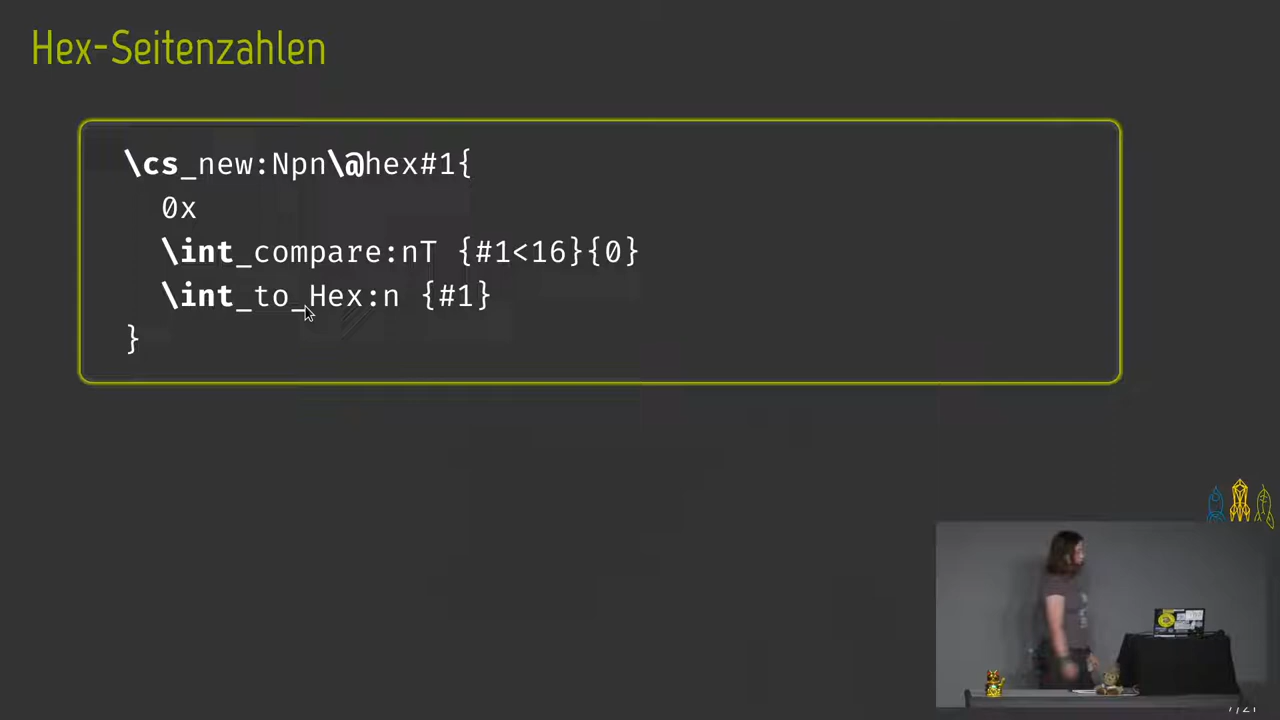 Hex-Seitenzahlen
\cs_new:Npn\@hex#1{
0x
\int_compare:nT {#1<16}{0}
\int_to_Hex:n {#1}
}